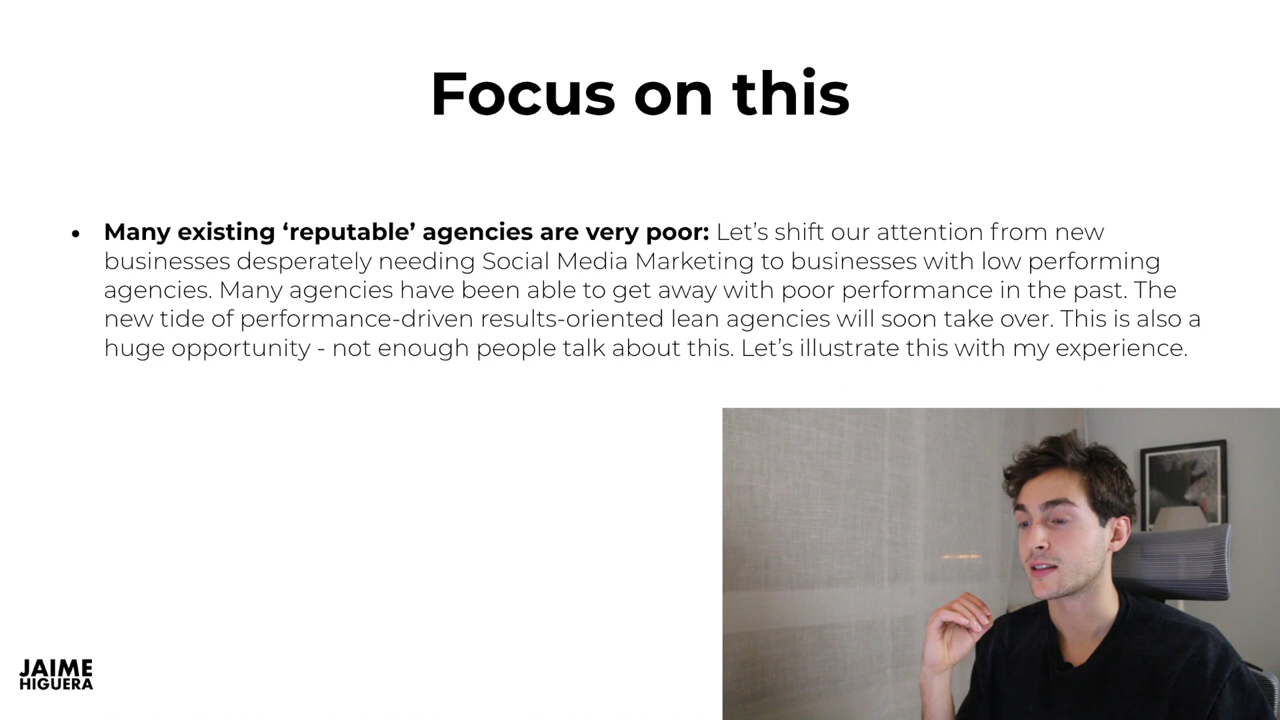 Focus on this
• Many existing ‘reputable’ agencies are very poor: Let’s shift our attention from new
businesses desperately needing Social Media Marketing to businesses with low performing
agencies. Many agencies have been able to get away with poor performance in the past. The
new tide of performance-driven results-oriented lean agencies will soon take over. This is also a
huge opportunity - not enough people talk about this. Let’s illustrate this with my experience.
JAIME
HIGUERA